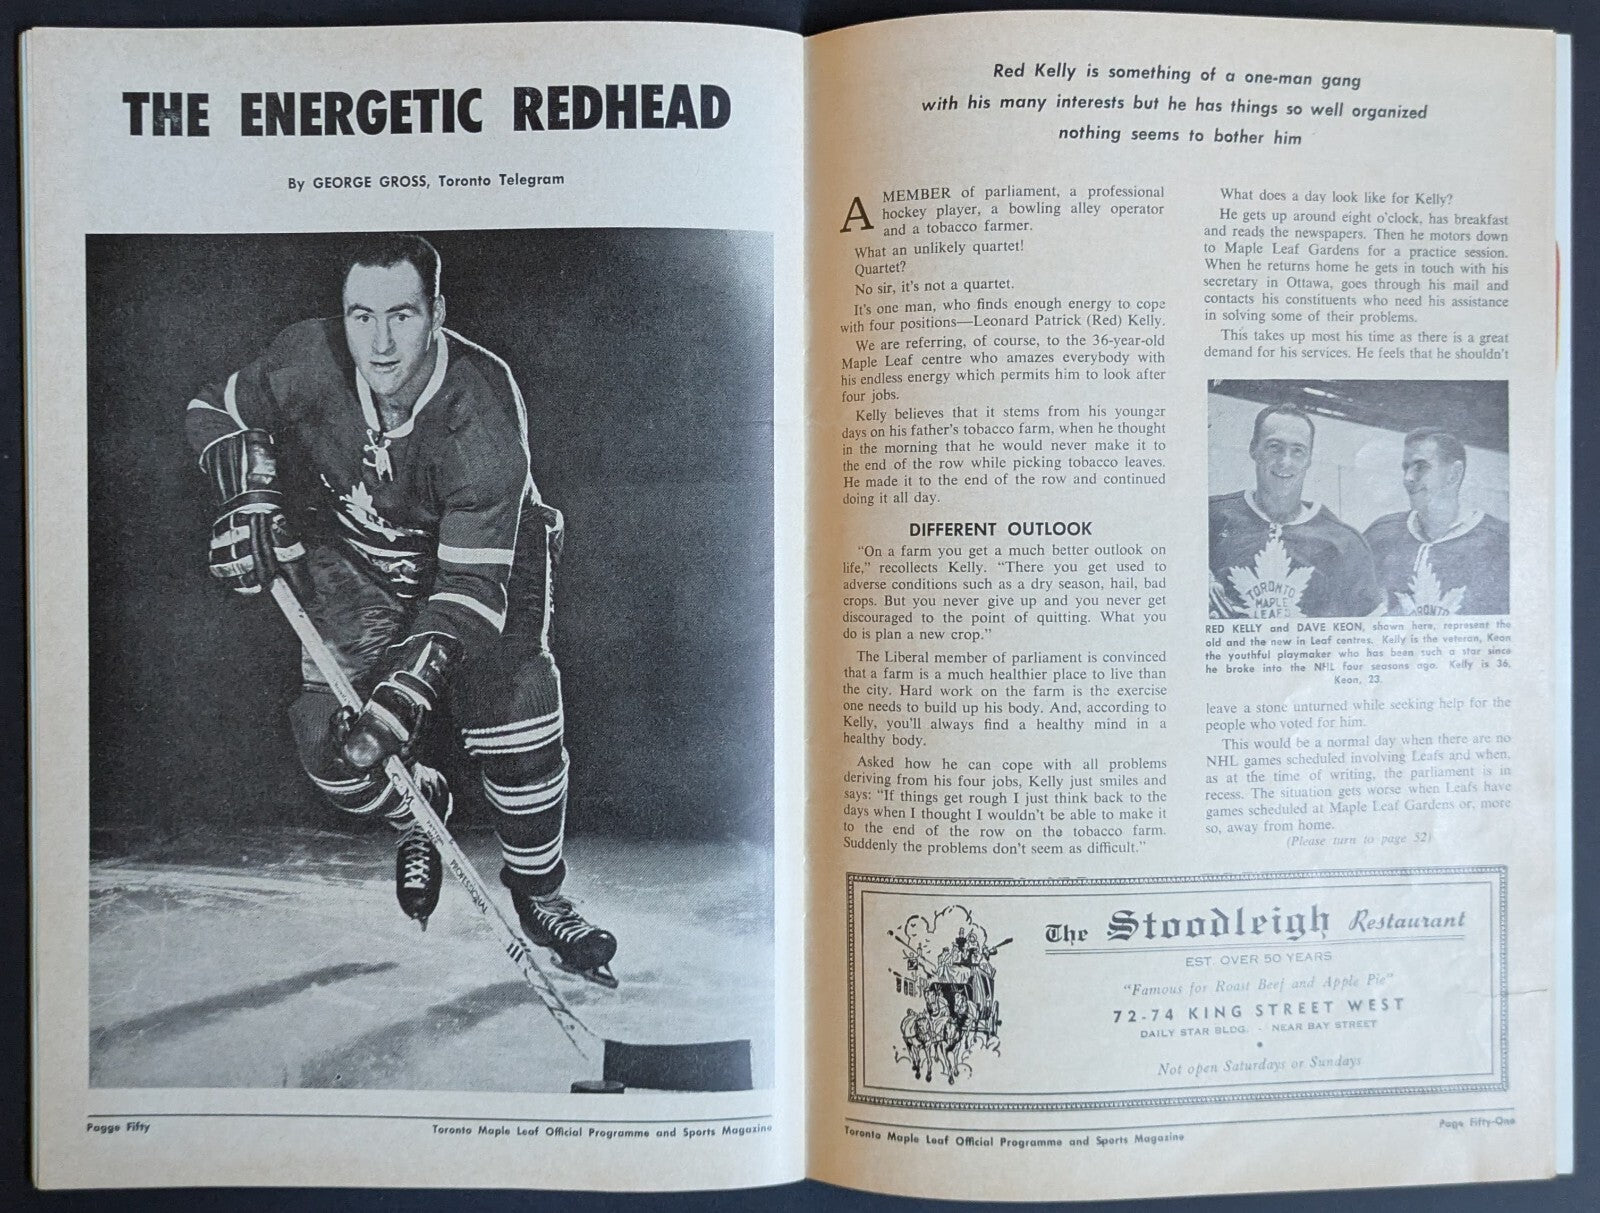 THE ENERGETIC REDHEAD
By GEORGE GROSS, Toronto Telegram
PROFESSIONAL
Pagge Fifty
Toronto Maple Leaf Official Programme and Sports Magazine
Red Kelly is something of a one-man gang
with his many interests but he has things so well organized
nothing seems to bother him
A MEMBER of parliament, a professional
hockey player, a bowling alley operator
and a tobacco farmer.
What an unlikely quartet!
Quartet?
No sir, it's not a quartet.
It's one man, who finds enough energy to cope
with four positions—Leonard Patrick (Red) Kelly.
We are referring, of course, to the 36-year-old
Maple Leaf centre who amazes everybody with
his endless energy which permits him to look after
four jobs.
Kelly believes that it stems from his younger
days on his father's tobacco farm, when he thought
in the morning that he would never make it to
the end of the row while picking tobacco leaves.
He made it to the end of the row and continued
doing it all day.
DIFFERENT OUTLOOK
"On a farm you get a much better outlook on
life," recollects Kelly. "There you get used to
adverse conditions such as a dry season, hail, bad
crops. But you never give up and you never get
discouraged to the point of quitting. What you
do is plan a new crop."
The Liberal member of parliament is convinced
that a farm is a much healthier place to live than
the city. Hard work on the farm is the exercise
one needs to build up his body. And, according to
Kelly, you'll always find a healthy mind in a
healthy body.
Asked how he can cope with all problems
deriving from his four jobs, Kelly just smiles and
says: "If things get rough I just think back to the
days when I thought I wouldn't be able to make it
to the end of the row on the tobacco farm.
Suddenly the problems don't seem as difficult."
What does a day look like for Kelly?
He gets up around eight o'clock, has breakfast
and reads the newspapers. Then he motors down
to Maple Leaf Gardens for a practice session.
When he returns home he gets in touch with his
secretary in Ottawa, goes through his mail and
contacts his constituents who need his assistance
in solving some of their problems.
This takes up most his time as there is a great
demand for his services. He feels that he shouldn't
TORONTO
MAPLE
LEAFS
RED KELLY and DAVE KEON, shown here, represent the
old and the new in Leaf centres. Kelly is the veteran, Keon
the youthful playmaker who has been such a star since
he broke into the NHL four seasons ago. Kelly is 36,
Keon, 23.
leave a stone unturned while seeking help for the
people who voted for him.
This would be a normal day when there are no
NHL games scheduled involving Leafs and when,
as at the time of writing, the parliament is in
recess. The situation gets worse when Leafs have
games scheduled at Maple Leaf Gardens or, more
so, away from home.
(Please turn to page 52)
The Stoodleigh Restaurant
EST. OVER 50 YEARS
"Famous for Roast Beef and Apple Pie"
72-74 KING STREET WEST
DAILY STAR BLDG. - NEAR BAY STREET
Not open Saturdays or Sundays
Toronto Maple Leaf Official Programme and Sports Magazine
Page Fifty-One